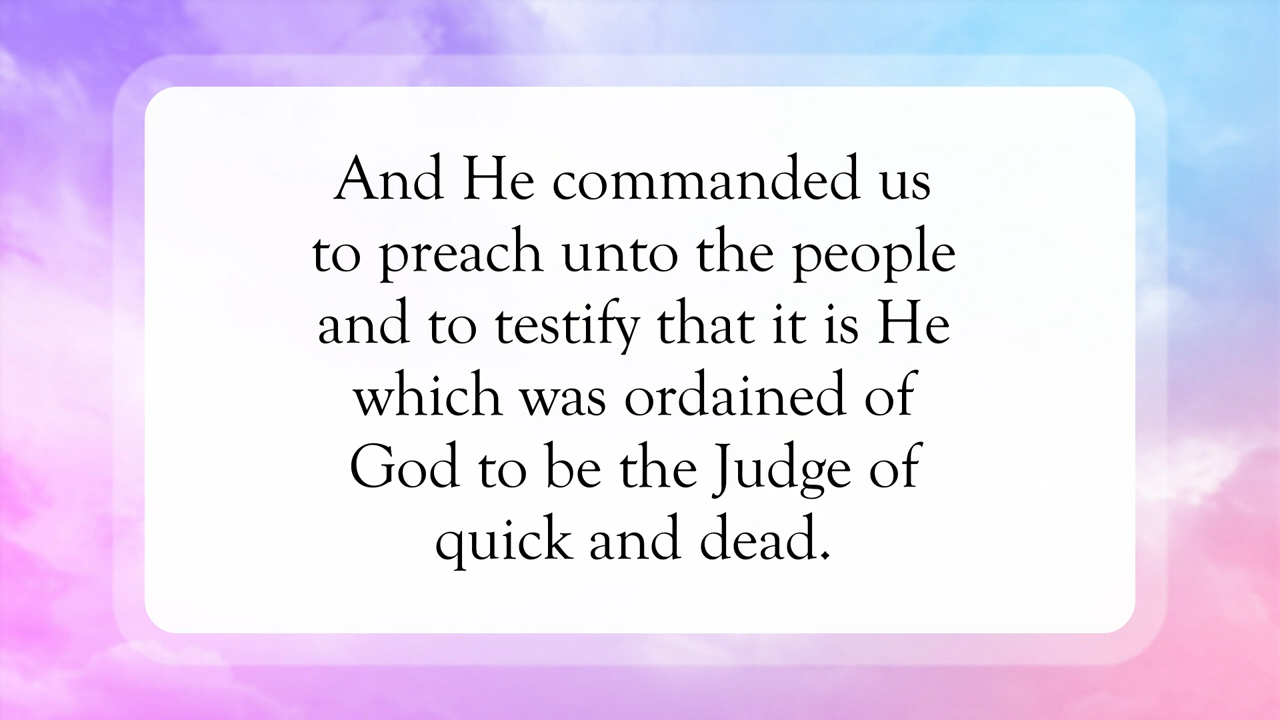 And He commanded us
to preach unto the people
and to testify that it is He
which was ordained of
God to be the Judge of
quick and dead.